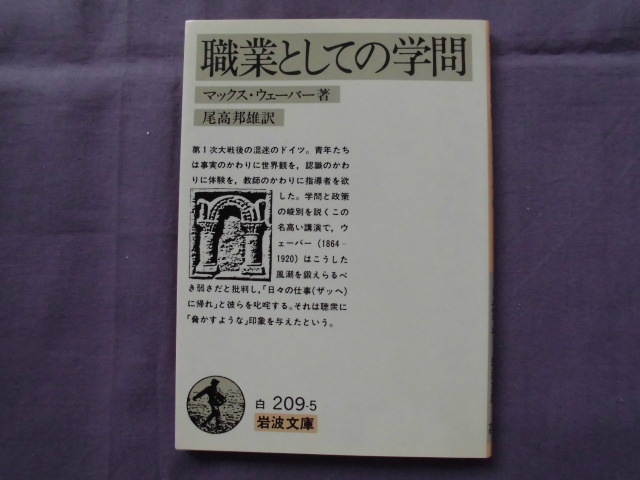 職業としての学問
マックス・ウェーバー著
尾高邦雄訳
第1次大戦後の混迷のドイツ。青年たち
は事実のかわりに世界観を，認識のかわ
りに体験を，教師のかわりに指導者を欲
した。学問と政策
の峻別を説くこの
名高い講演で，ウ
ェーバー（1864‐
1920）はこうした
風潮を鍛えらるべ
き弱さだと批判し，「日々の仕事（ザッヘ）
に帰れ」と彼らを叱咤する。それは聴衆に
「脅かすような」印象を与えたという。
白 209-5
岩波文庫